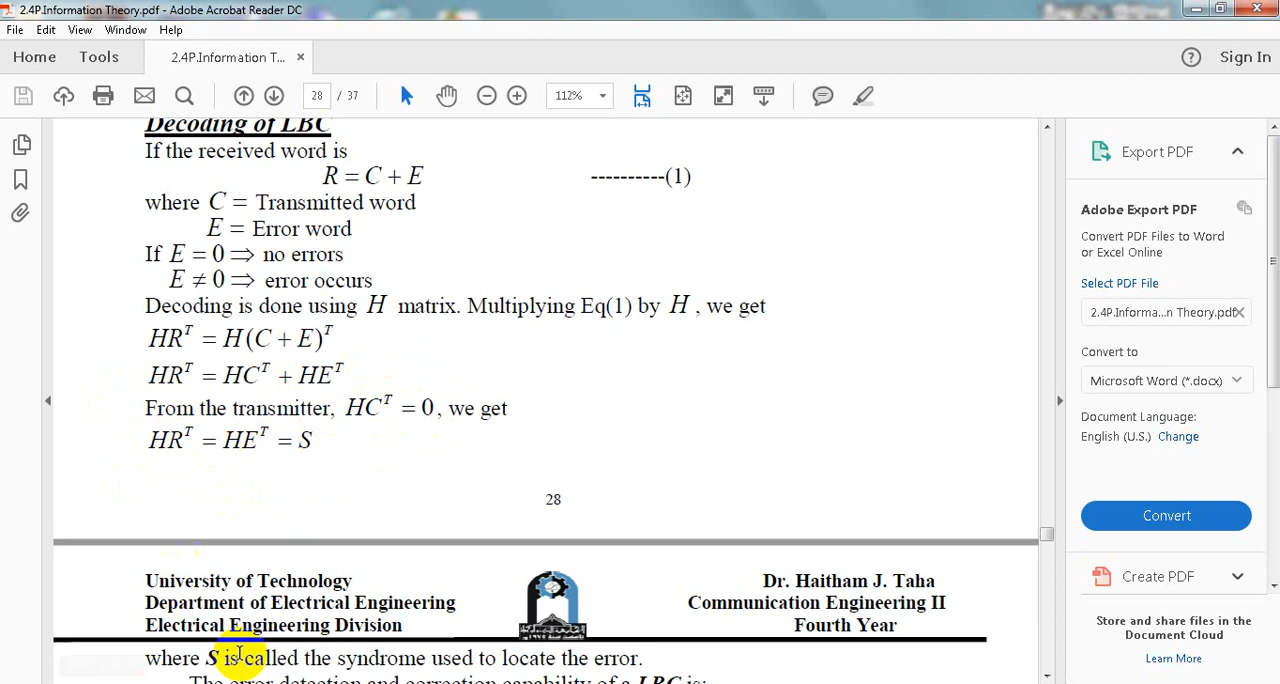 2.4P.Information Theory.pdf - Adobe Acrobat Reader DC
File Edit View Window Help
Home Tools 2.4P.Information T... × ? Sign In
28 / 37 112%
Decoding of LBC
If the received word is
R = C + E ----------(1)
where C = Transmitted word
E = Error word
If E = 0 ⇒ no errors
E ≠ 0 ⇒ error occurs
Decoding is done using H matrix. Multiplying Eq(1) by H , we get
HRᵀ = H(C + E)ᵀ
HRᵀ = HCᵀ + HEᵀ
From the transmitter, HCᵀ = 0, we get
HRᵀ = HEᵀ = S
28
University of Technology
Department of Electrical Engineering
Electrical Engineering Division
Dr. Haitham J. Taha
Communication Engineering II
Fourth Year
where S is called the syndrome used to locate the error.
The error detection and correction capability of a LBC is:
Export PDF
Adobe Export PDF
Convert PDF Files to Word
or Excel Online
Select PDF File
2.4P.Informa...n Theory.pdf
Convert to
Microsoft Word (*.docx)
Document Language:
English (U.S.) Change
Convert
Create PDF
Store and share files in the
Document Cloud
Learn More